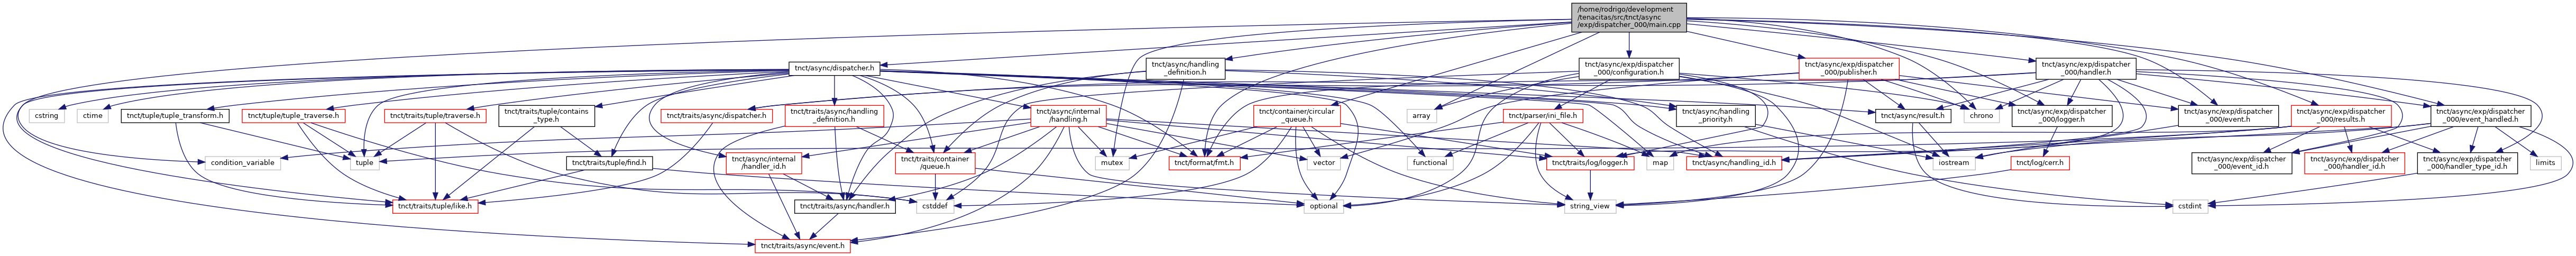 /home/rodrigo/development
/tenacitas/src/tnct/async
/exp/dispatcher_000/main.cpp
tnct/async/dispatcher.h
tnct/async/handling
_definition.h
tnct/async/exp/dispatcher
_000/configuration.h
tnct/async/exp/dispatcher
_000/publisher.h
tnct/async/exp/dispatcher
_000/handler.h
cstring
ctime
tnct/tuple/tuple_transform.h
tnct/tuple/tuple_traverse.h
tnct/traits/tuple/traverse.h
tnct/traits/tuple/contains
_type.h
tnct/traits/async/dispatcher.h
tnct/traits/async/handling
_definition.h
tnct/async/internal
/handling.h
tnct/container/circular
_queue.h
array
tnct/parser/ini_file.h
tnct/async/handling
_priority.h
tnct/async/result.h
chrono
tnct/async/exp/dispatcher
_000/logger.h
tnct/async/exp/dispatcher
_000/event.h
tnct/async/exp/dispatcher
_000/results.h
tnct/async/exp/dispatcher
_000/event_handled.h
condition_variable
tuple
tnct/traits/tuple/find.h
tnct/async/internal
/handler_id.h
tnct/traits/container
/queue.h
mutex
tnct/format/fmt.h
vector
functional
tnct/traits/log/logger.h
map
tnct/async/handling_id.h
iostream
tnct/log/cerr.h
tnct/async/exp/dispatcher
_000/event_id.h
tnct/async/exp/dispatcher
_000/handler_id.h
tnct/async/exp/dispatcher
_000/handler_type_id.h
limits
tnct/traits/tuple/like.h
tnct/traits/async/handler.h
cstddef
optional
string_view
cstdint
tnct/traits/async/event.h